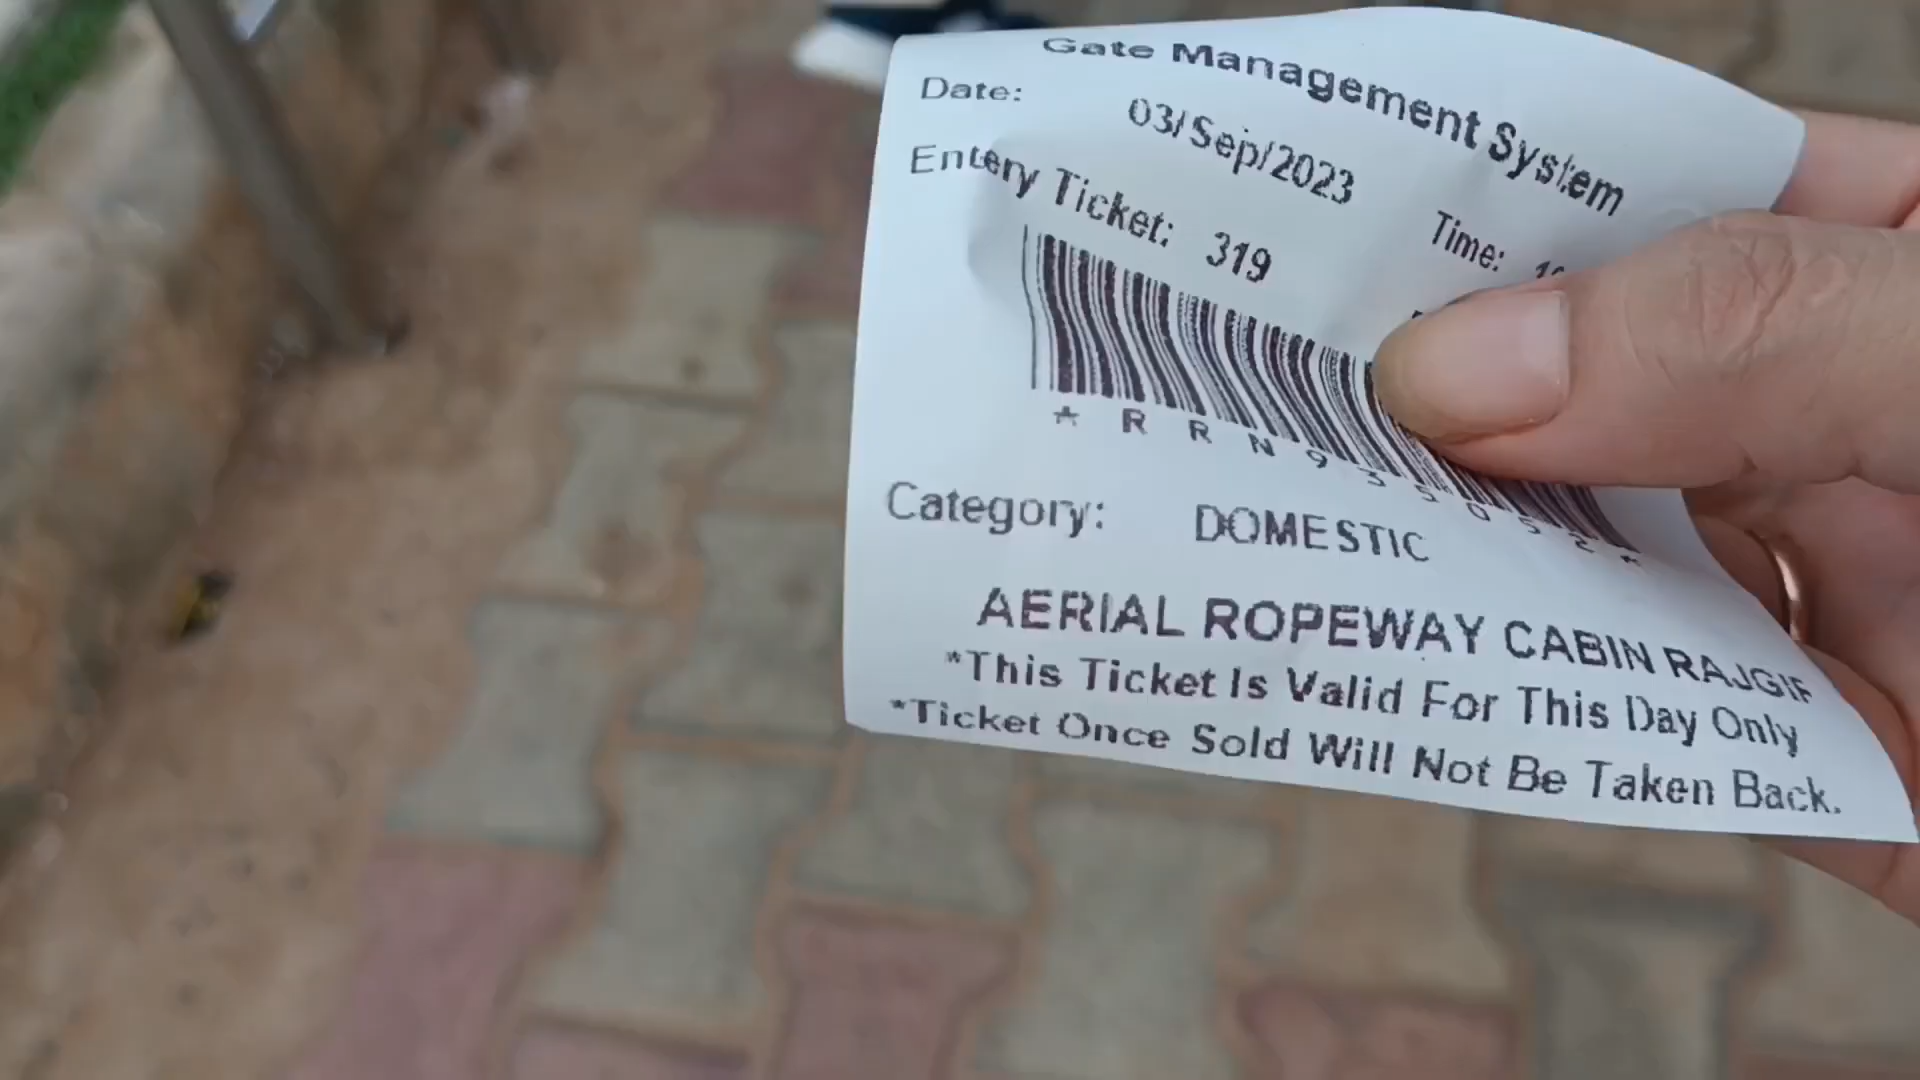 Gate Management System
Date: 03/Sep/2023 Time:
Entery Ticket: 319
*RRN935052*
Category: DOMESTIC
AERIAL ROPEWAY CABIN
*This Ticket Is Valid For This Day Only
*Ticket Once Sold Will Not Be Taken Back.